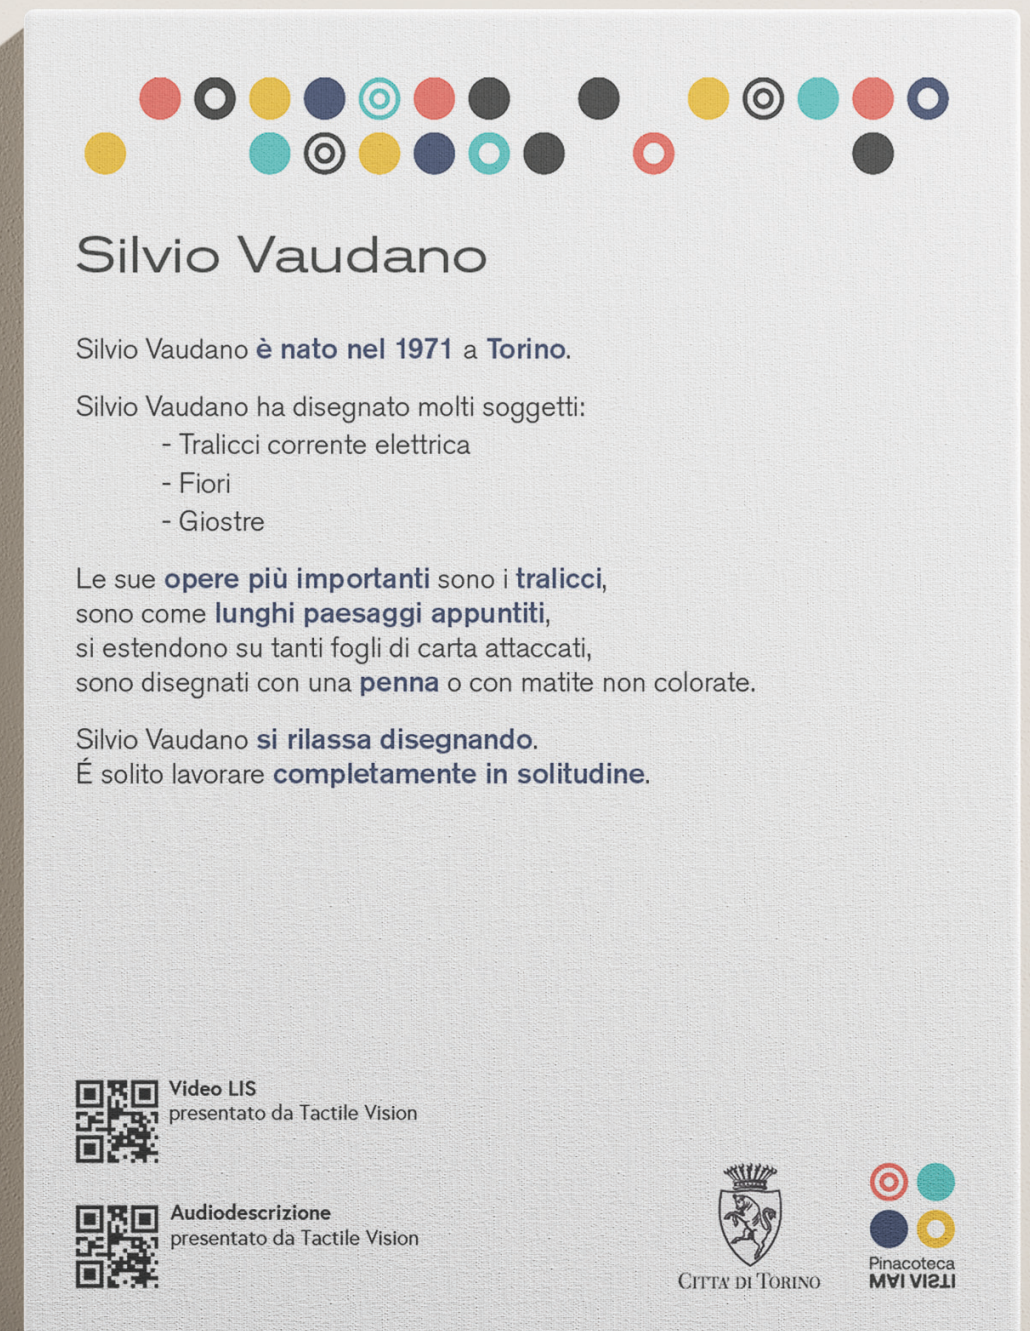 Silvio Vaudano
Silvio Vaudano è nato nel 1971 a Torino.
Silvio Vaudano ha disegnato molti soggetti:
- Tralicci corrente elettrica
- Fiori
- Giostre
Le sue opere più importanti sono i tralicci,
sono come lunghi paesaggi appuntiti,
si estendono su tanti fogli di carta attaccati,
sono disegnati con una penna o con matite non colorate.
Silvio Vaudano si rilassa disegnando.
É solito lavorare completamente in solitudine.
Video LIS
presentato da Tactile Vision
Audiodescrizione
presentato da Tactile Vision
CITTA' DI TORINO
Pinacoteca
MAI VISTI